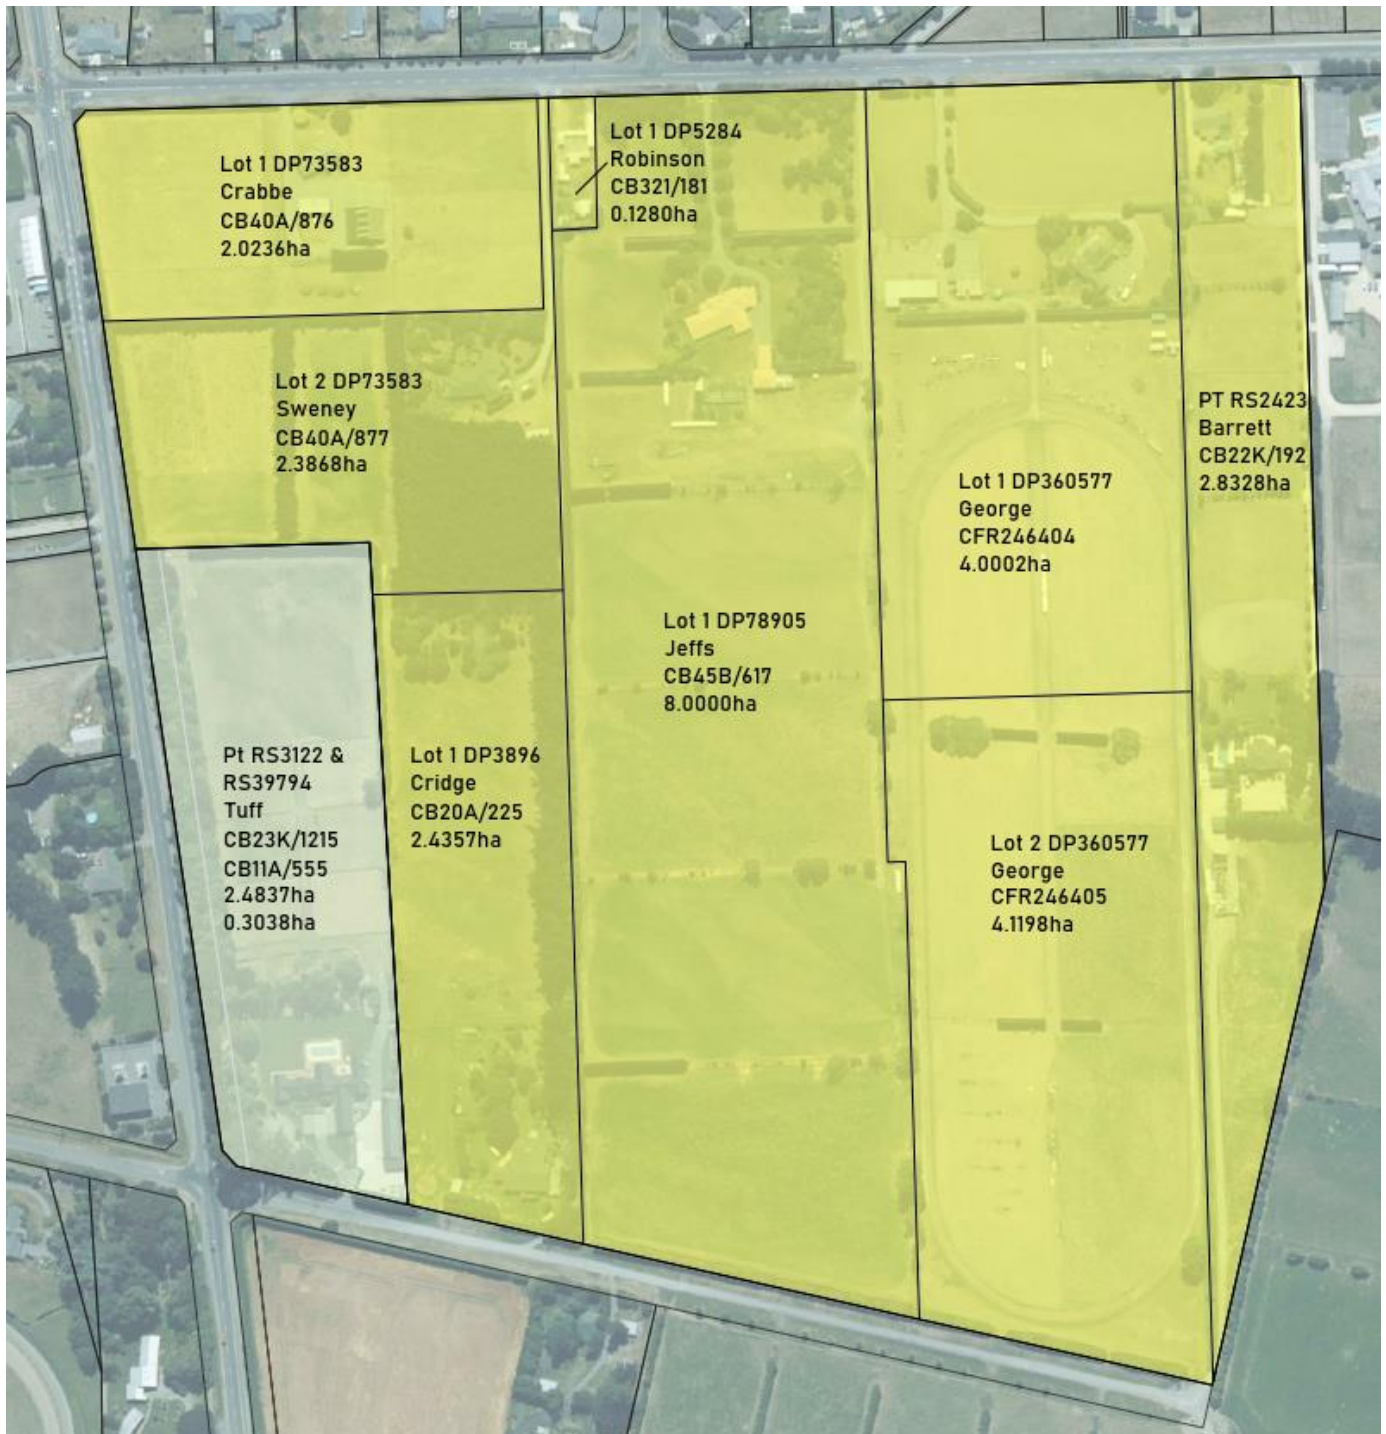 Lot 1 DP73583
Crabbe
CB40A/876
2.0236ha
Lot 1 DP5284
Robinson
CB321/181
0.1280ha
Lot 2 DP73583
Sweney
CB40A/877
2.3868ha
PT RS2423
Barrett
CB22K/192
2.8328ha
Lot 1 DP360577
George
CFR246404
4.0002ha
Lot 1 DP78905
Jeffs
CB45B/617
8.0000ha
Pt RS3122 &
RS39794
Tuff
CB23K/1215
CB11A/555
2.4837ha
0.3038ha
Lot 1 DP3896
Cridge
CB20A/225
2.4357ha
Lot 2 DP360577
George
CFR246405
4.1198ha